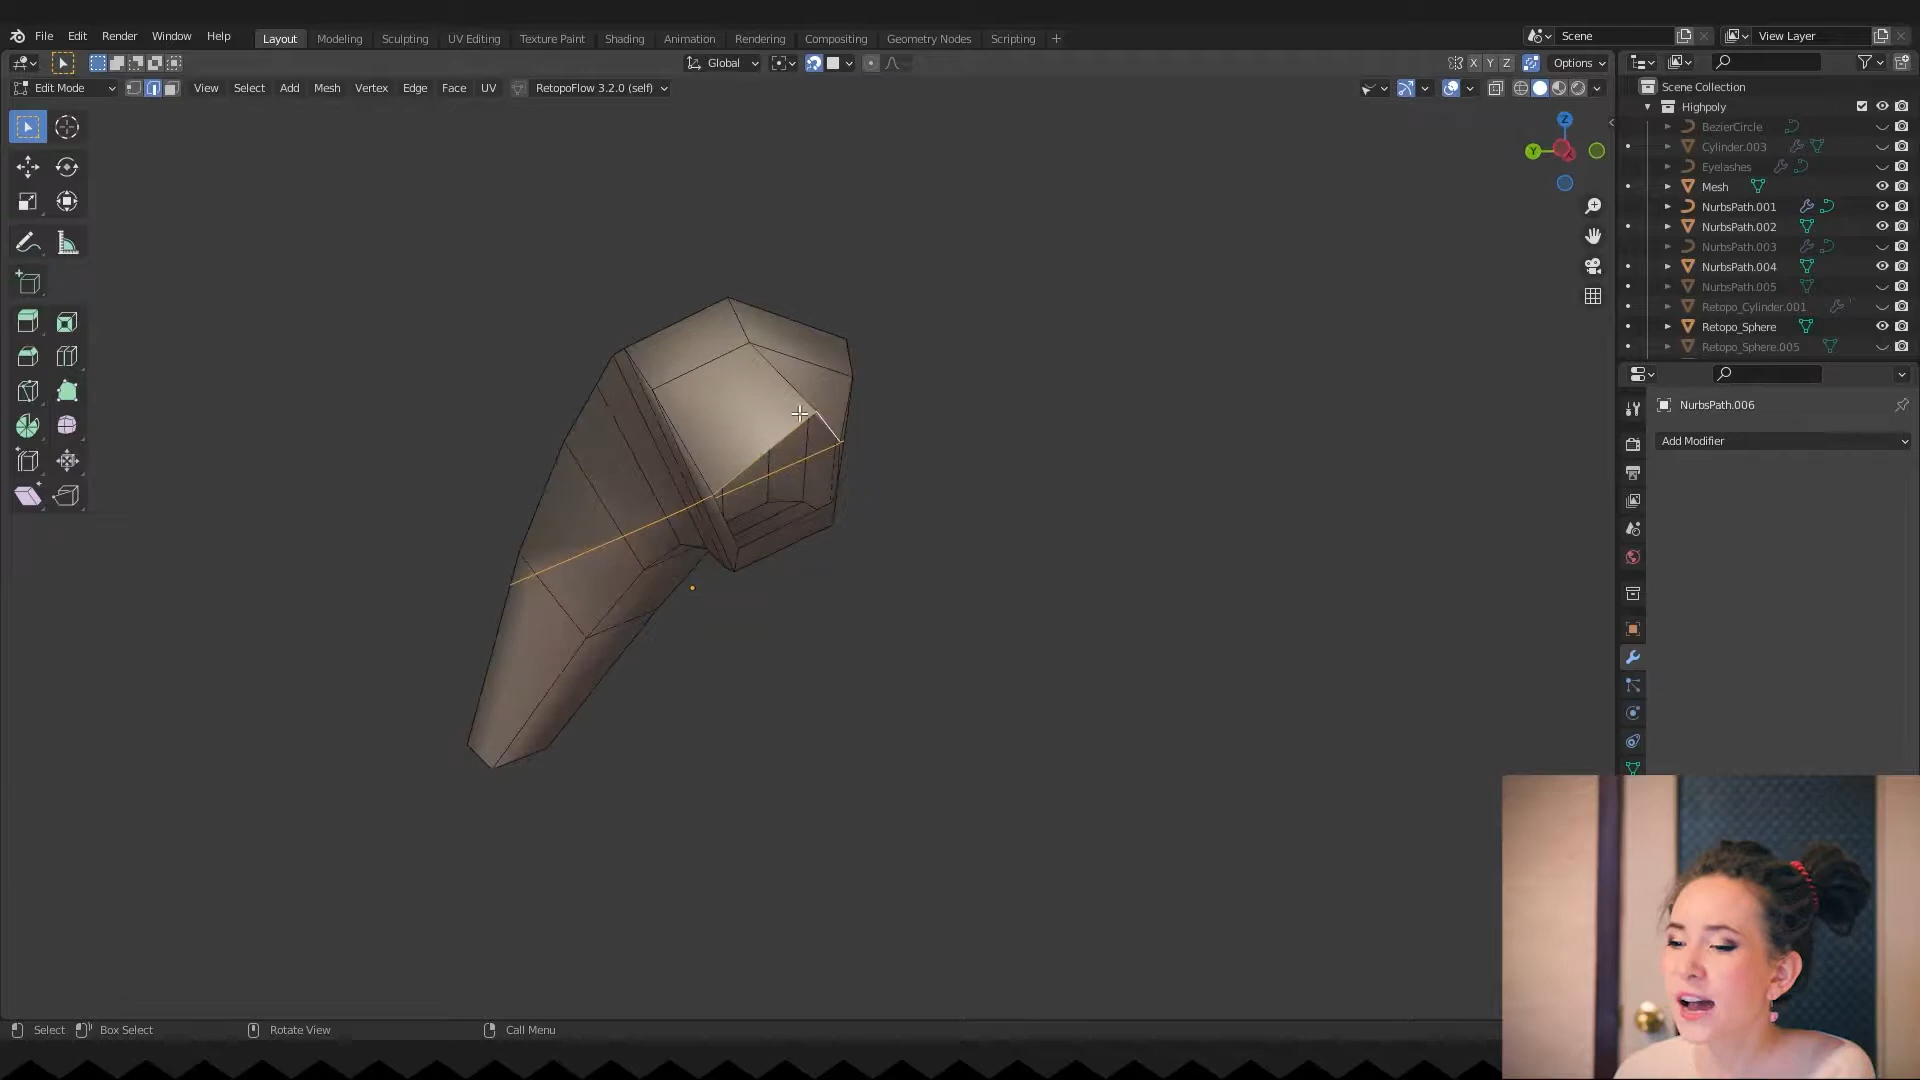 File Edit Render Window Help Layout Modeling Sculpting UV Editing Texture Paint Shading Animation Rendering Compositing Geometry Nodes Scripting + Scene View Layer
Global X Y Z Options
Edit Mode View Select Add Mesh Vertex Edge Face UV RetopoFlow 3.2.0 (self)
Scene Collection
Highpoly
BezierCircle
Cylinder.003
Eyelashes
Mesh
NurbsPath.001
NurbsPath.002
NurbsPath.003
NurbsPath.004
NurbsPath.005
Retopo_Cylinder.001
Retopo_Sphere
Retopo_Sphere.005
Z
Y
X
NurbsPath.006
Add Modifier
Select Box Select Rotate View Call Menu